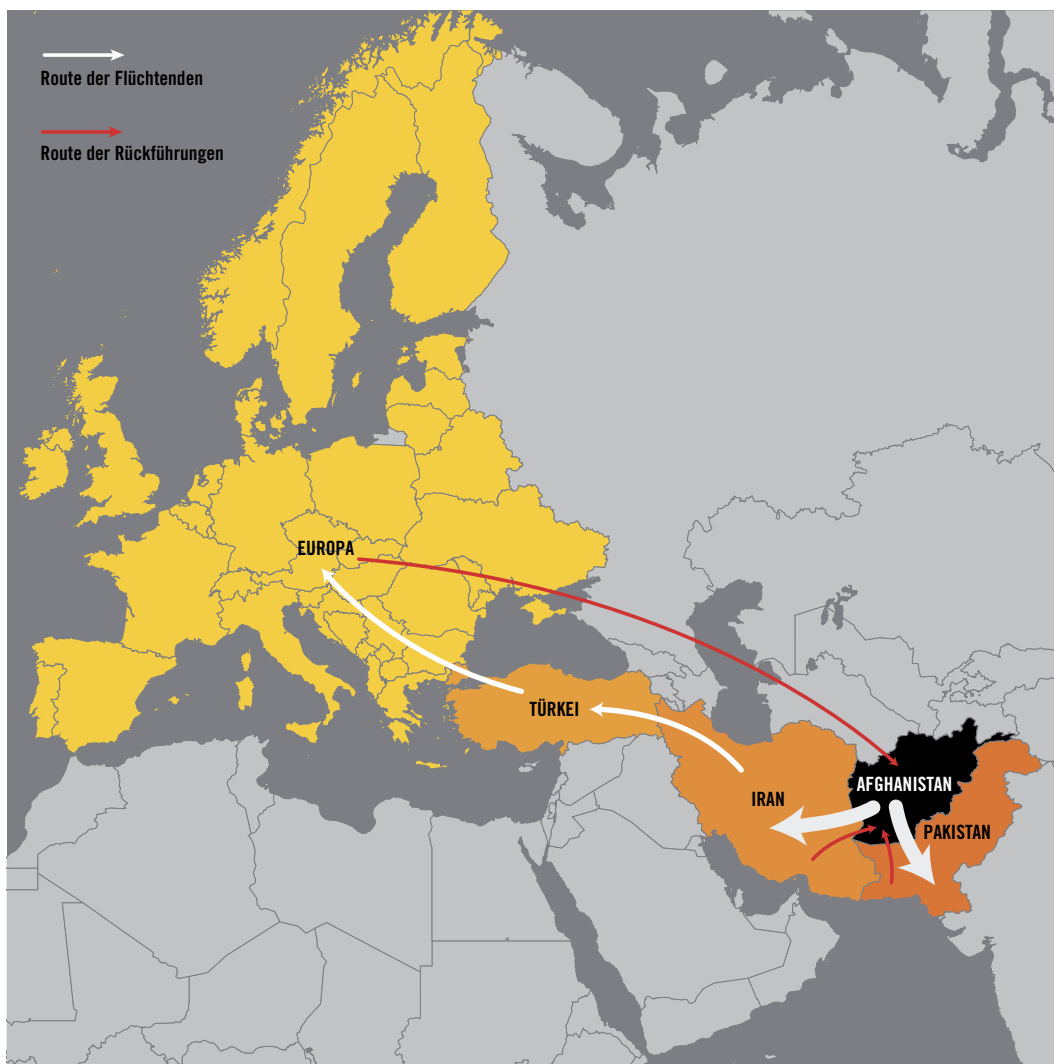 Route der Flüchtenden
Route der Rückführungen
EUROPA
TÜRKEI
IRAN
AFGHANISTAN
PAKISTAN